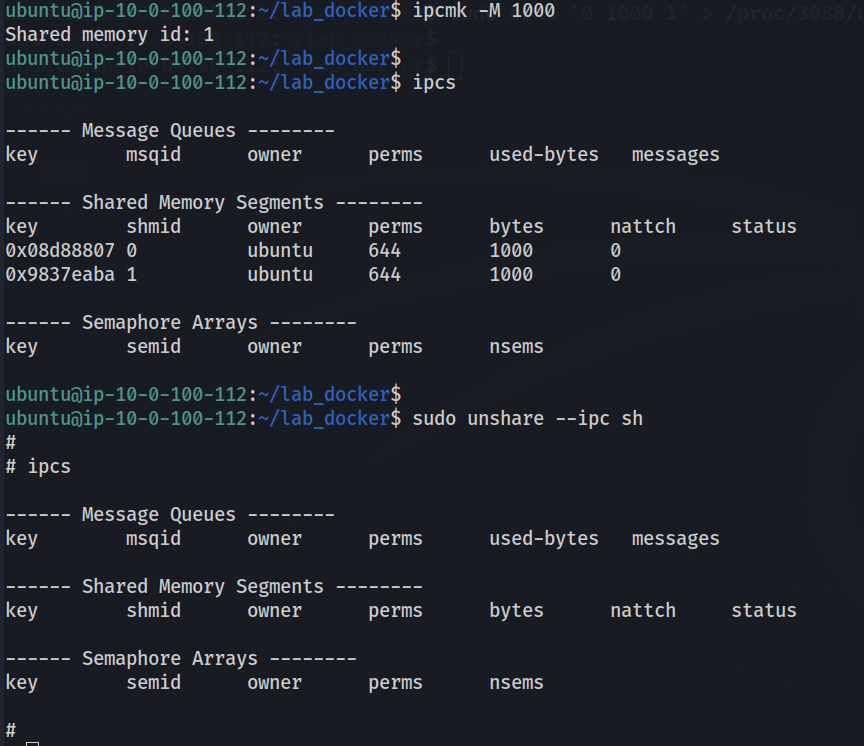 ubuntu@ip-10-0-100-112:~/lab_docker$ ipcmk -M 1000
Shared memory id: 1
ubuntu@ip-10-0-100-112:~/lab_docker$
ubuntu@ip-10-0-100-112:~/lab_docker$ ipcs
------ Message Queues --------
key msqid owner perms used-bytes messages
------ Shared Memory Segments --------
key shmid owner perms bytes nattch status
0x08d88807 0 ubuntu 644 1000 0
0x9837eaba 1 ubuntu 644 1000 0
------ Semaphore Arrays --------
key semid owner perms nsems
ubuntu@ip-10-0-100-112:~/lab_docker$
ubuntu@ip-10-0-100-112:~/lab_docker$ sudo unshare --ipc sh
#
# ipcs
------ Message Queues --------
key msqid owner perms used-bytes messages
------ Shared Memory Segments --------
key shmid owner perms bytes nattch status
------ Semaphore Arrays --------
key semid owner perms nsems
#